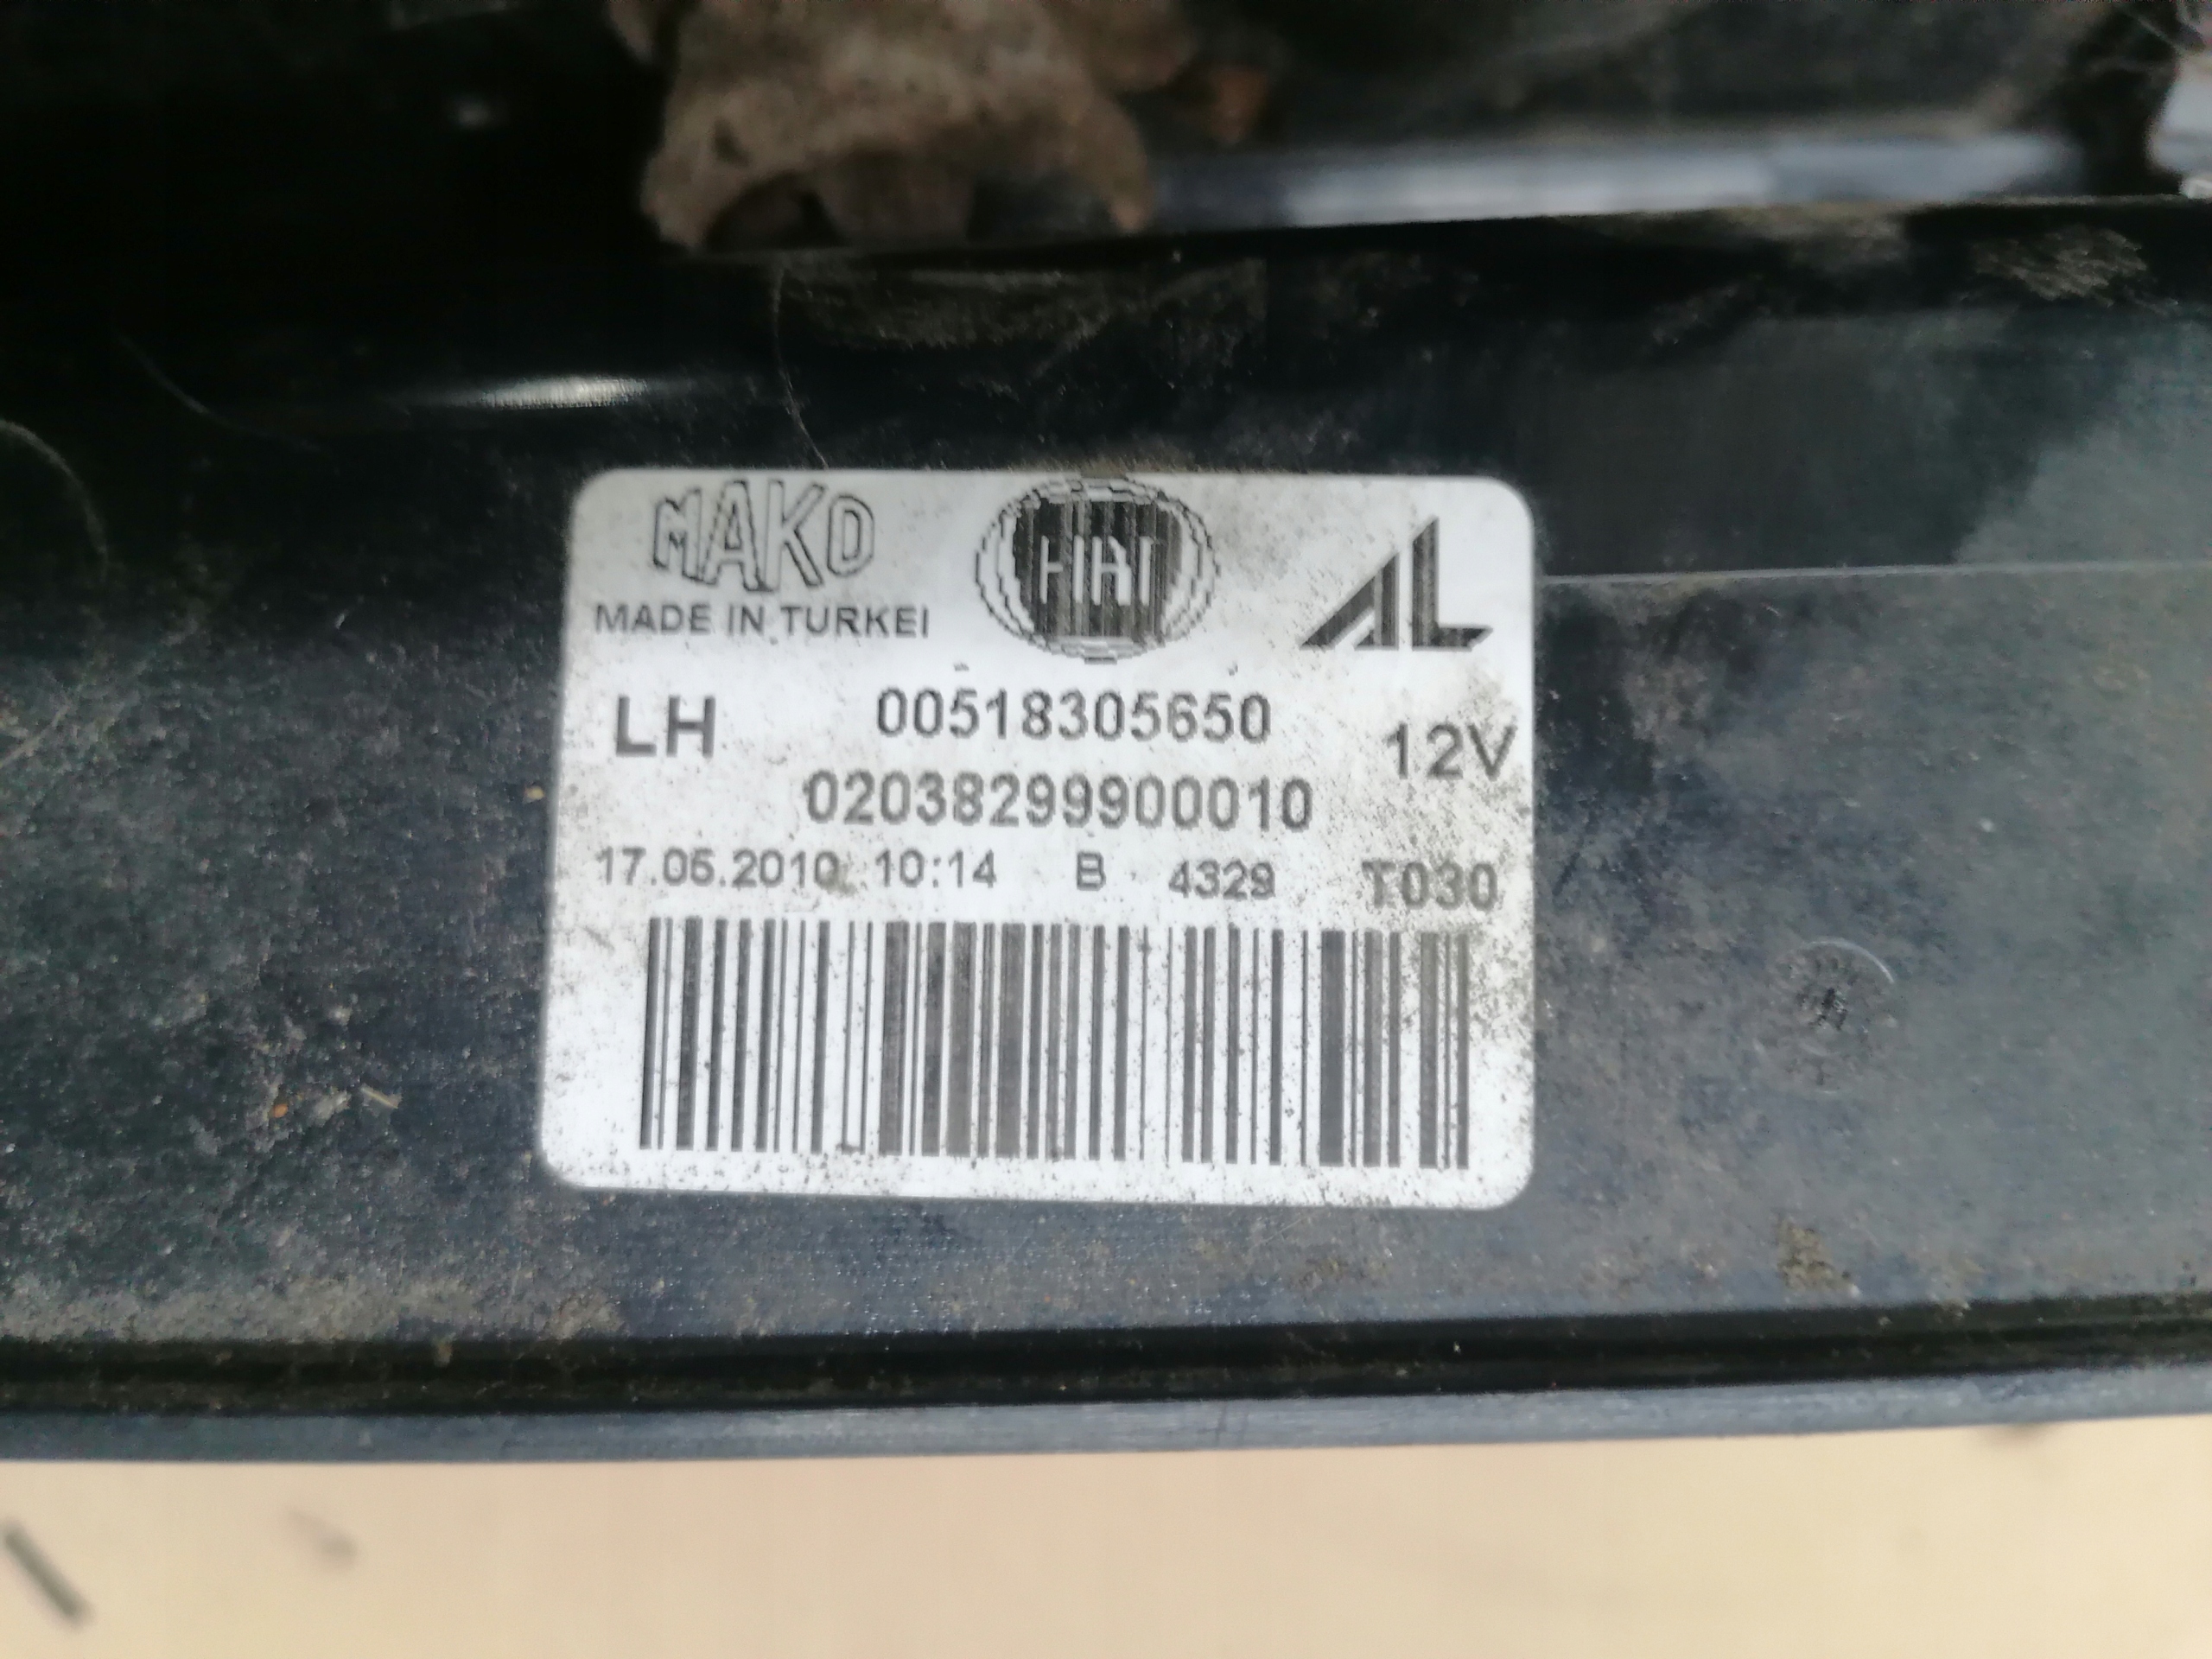 MAKO FIAT AL
MADE IN TURKEI
LH 00518305650 12V
02038299900010
17.05.2010 10:14 B 4329 T030